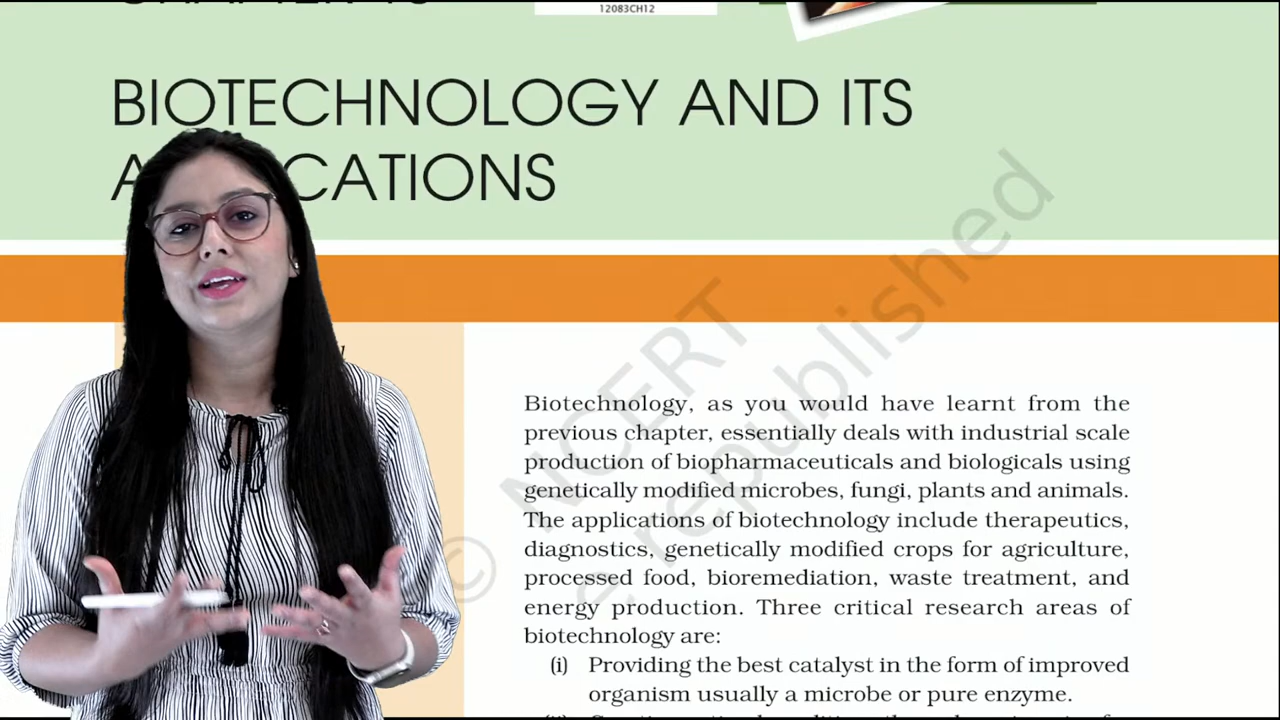 12083CH12
BIOTECHNOLOGY AND ITS
A CATIONS
Biotechnology, as you would have learnt from the
previous chapter, essentially deals with industrial scale
production of biopharmaceuticals and biologicals using
genetically modified microbes, fungi, plants and animals.
The applications of biotechnology include therapeutics,
diagnostics, genetically modified crops for agriculture,
processed food, bioremediation, waste treatment, and
energy production. Three critical research areas of
biotechnology are:
(i) Providing the best catalyst in the form of improved
organism usually a microbe or pure enzyme.
© NCERT
e republished